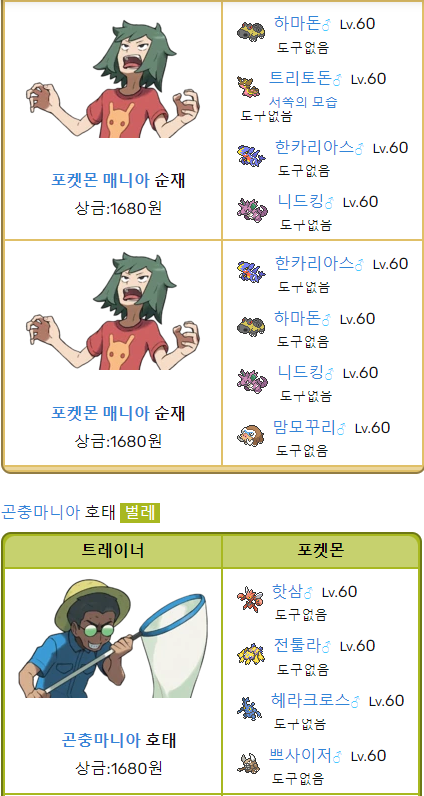 하마돈♂ Lv.60
도구없음
트리토돈♂ Lv.60
서쪽의 모습
도구없음
한카리아스♂ Lv.60
도구없음
니드킹♂ Lv.60
도구없음
포켓몬 매니아 순재
상금:1680원
한카리아스♂ Lv.60
도구없음
하마돈♂ Lv.60
도구없음
니드킹♂ Lv.60
도구없음
맘모꾸리♂ Lv.60
도구없음
포켓몬 매니아 순재
상금:1680원
곤충마니아 호태 벌레
트레이너 포켓몬
핫삼♂ Lv.60
도구없음
전툴라♂ Lv.60
도구없음
헤라크로스♂ Lv.60
도구없음
쁘사이저♂ Lv.60
도구없음
곤충마니아 호태
상금:1680원